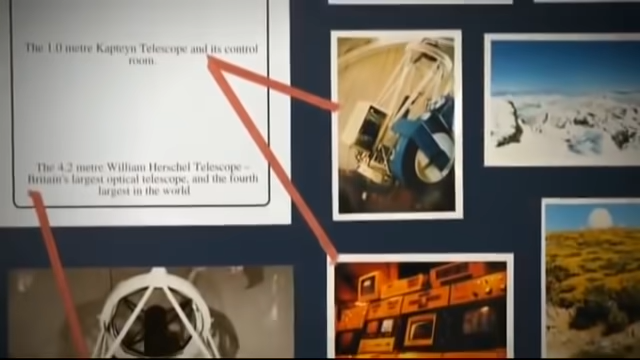 The 1.0 metre Kapteyn Telescope and its control
room.
The 4.2 metre William Herschel Telescope –
Britain's largest optical telescope, and the fourth
largest in the world